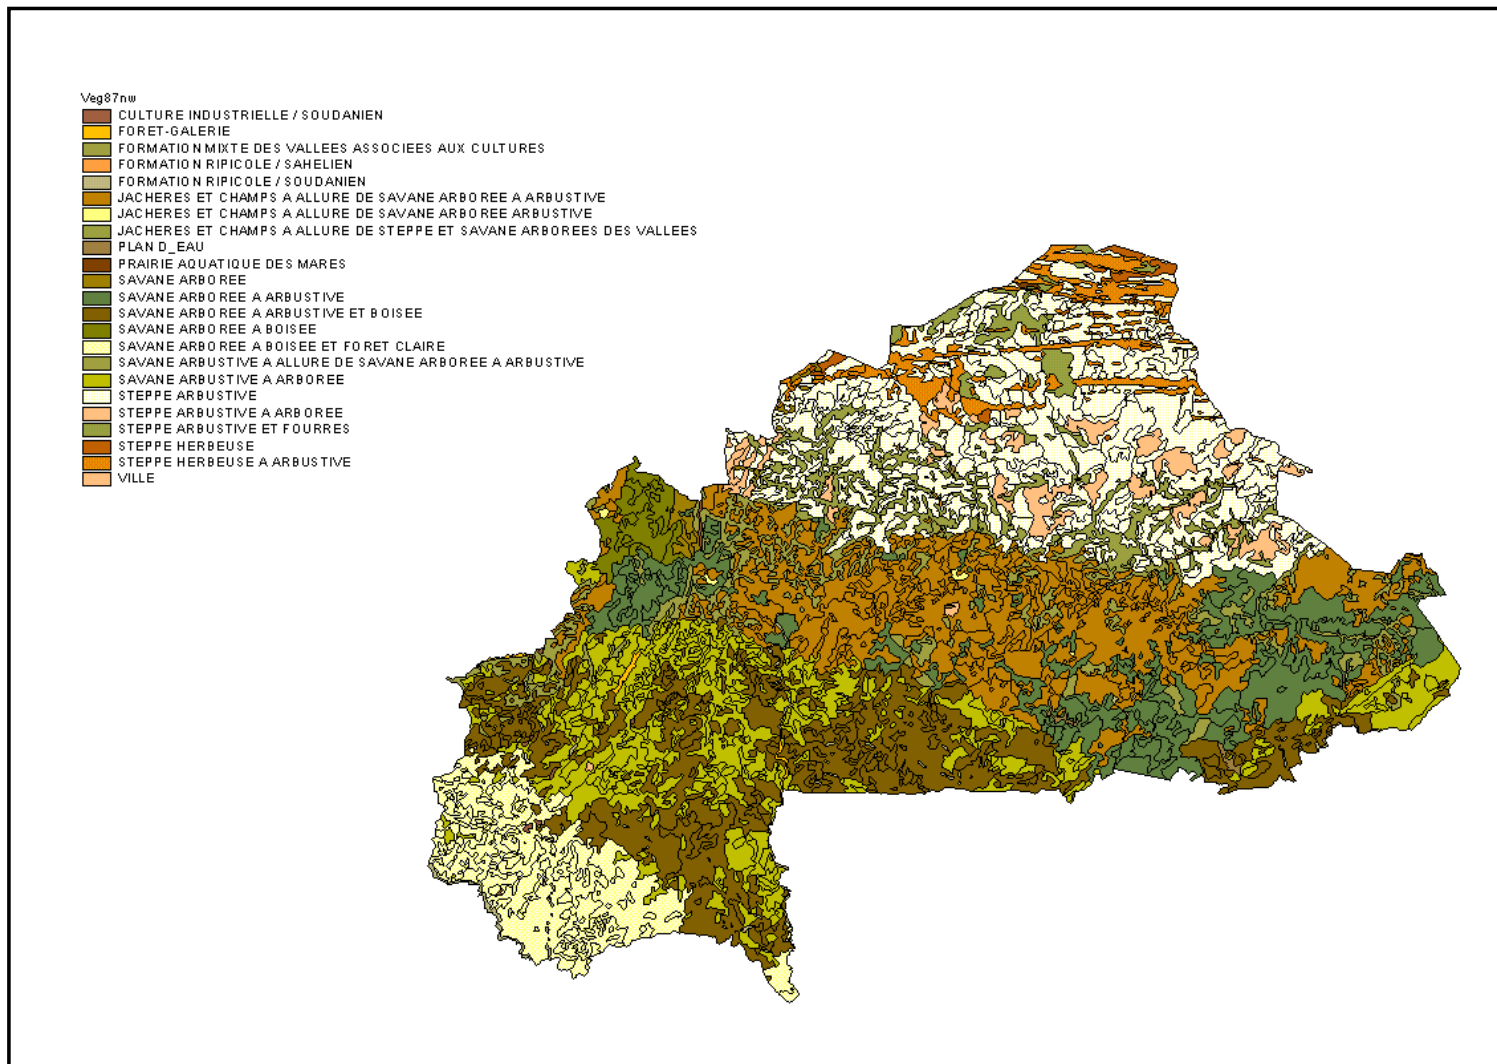 Veg87nw
CULTURE INDUSTRIELLE / SOUDANIEN
FORET-GALERIE
FORMATION MIXTE DES VALLEES ASSOCIEES AUX CULTURES
FORMATION RIPICOLE / SAHELIEN
FORMATION RIPICOLE / SOUDANIEN
JACHERES ET CHAMPS A ALLURE DE SAVANE ARBOREE A ARBUSTIVE
JACHERES ET CHAMPS A ALLURE DE SAVANE ARBOREE ARBUSTIVE
JACHERES ET CHAMPS A ALLURE DE STEPPE ET SAVANE ARBOREES DES VALLEES
PLAN D_EAU
PRAIRIE AQUATIQUE DES MARES
SAVANE ARBOREE
SAVANE ARBOREE A ARBUSTIVE
SAVANE ARBOREE A ARBUSTIVE ET BOISEE
SAVANE ARBOREE A BOISEE
SAVANE ARBOREE A BOISEE ET FORET CLAIRE
SAVANE ARBUSTIVE A ALLURE DE SAVANE ARBOREE A ARBUSTIVE
SAVANE ARBUSTIVE A ARBOREE
STEPPE ARBUSTIVE
STEPPE ARBUSTIVE A ARBOREE
STEPPE ARBUSTIVE ET FOURRES
STEPPE HERBEUSE
STEPPE HERBEUSE A ARBUSTIVE
VILLE